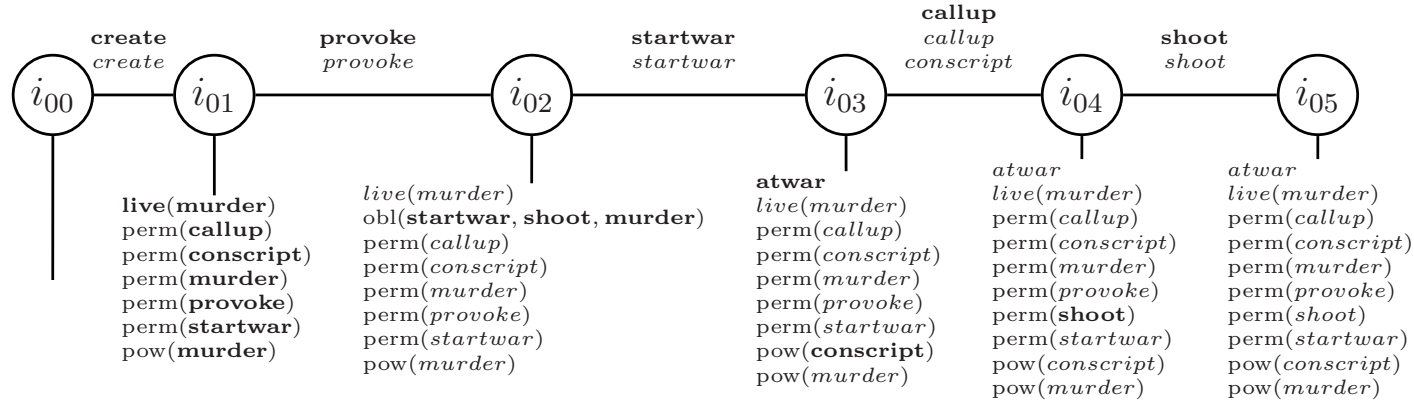 create
create
provoke
provoke
startwar
startwar
callup
callup
conscript
shoot
shoot
i00
i01
i02
i03
i04
i05
live(murder)
perm(callup)
perm(conscript)
perm(murder)
perm(provoke)
perm(startwar)
pow(murder)
live(murder)
obl(startwar, shoot, murder)
perm(callup)
perm(conscript)
perm(murder)
perm(provoke)
perm(startwar)
pow(murder)
atwar
live(murder)
perm(callup)
perm(conscript)
perm(murder)
perm(provoke)
perm(startwar)
pow(conscript)
pow(murder)
atwar
live(murder)
perm(callup)
perm(conscript)
perm(murder)
perm(provoke)
perm(shoot)
perm(startwar)
pow(conscript)
pow(murder)
atwar
live(murder)
perm(callup)
perm(conscript)
perm(murder)
perm(provoke)
perm(shoot)
perm(startwar)
pow(conscript)
pow(murder)